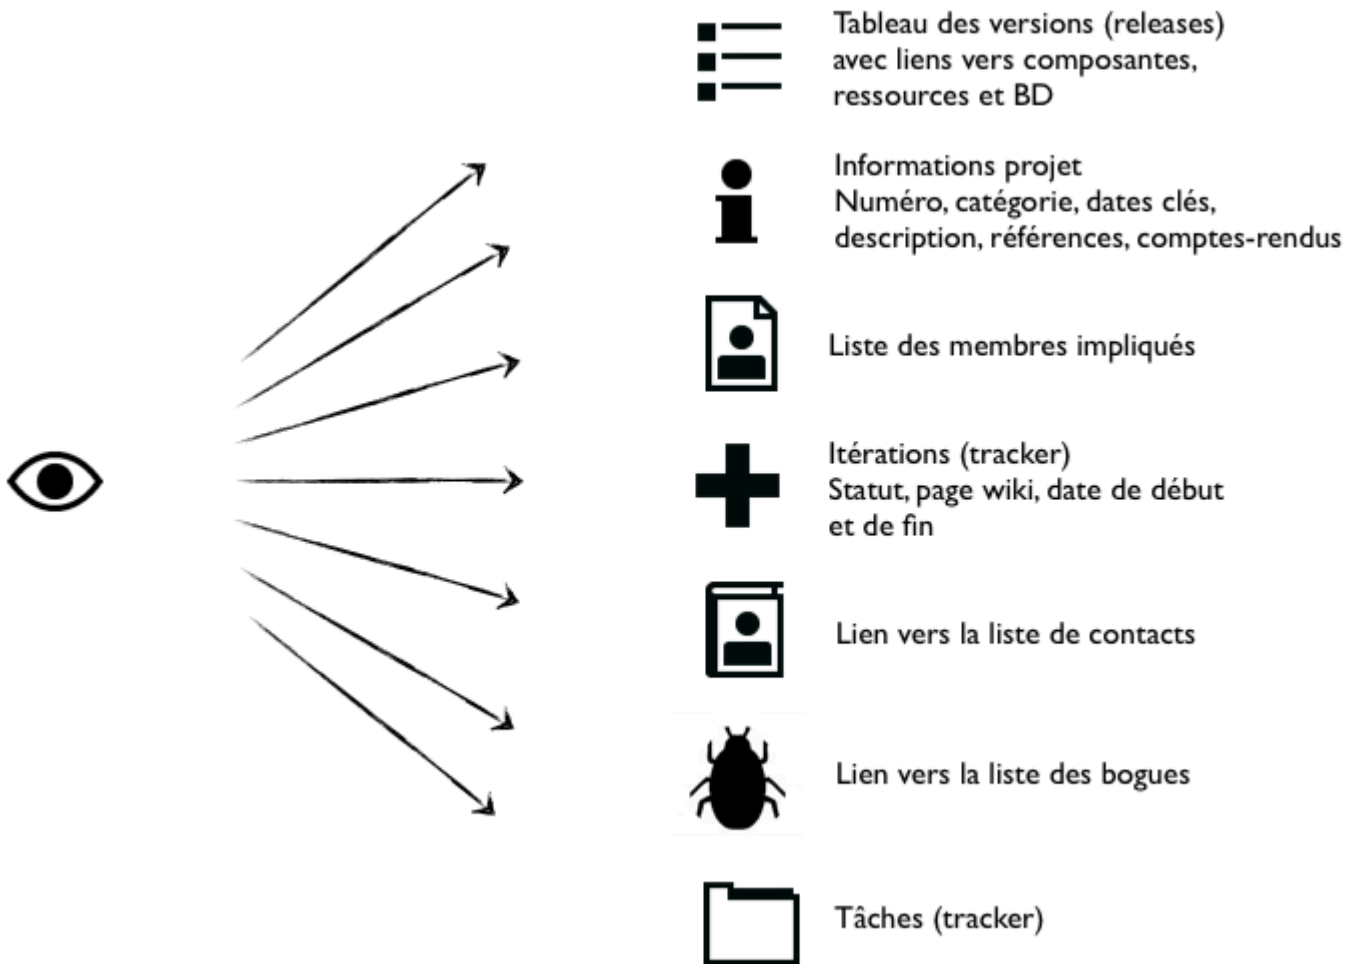 Tableau des versions (releases)
avec liens vers composantes,
ressources et BD
Informations projet
Numéro, catégorie, dates clés,
description, références, comptes-rendus
Liste des membres impliqués
Itérations (tracker)
Statut, page wiki, date de début
et de fin
Lien vers la liste de contacts
Lien vers la liste des bogues
Tâches (tracker)